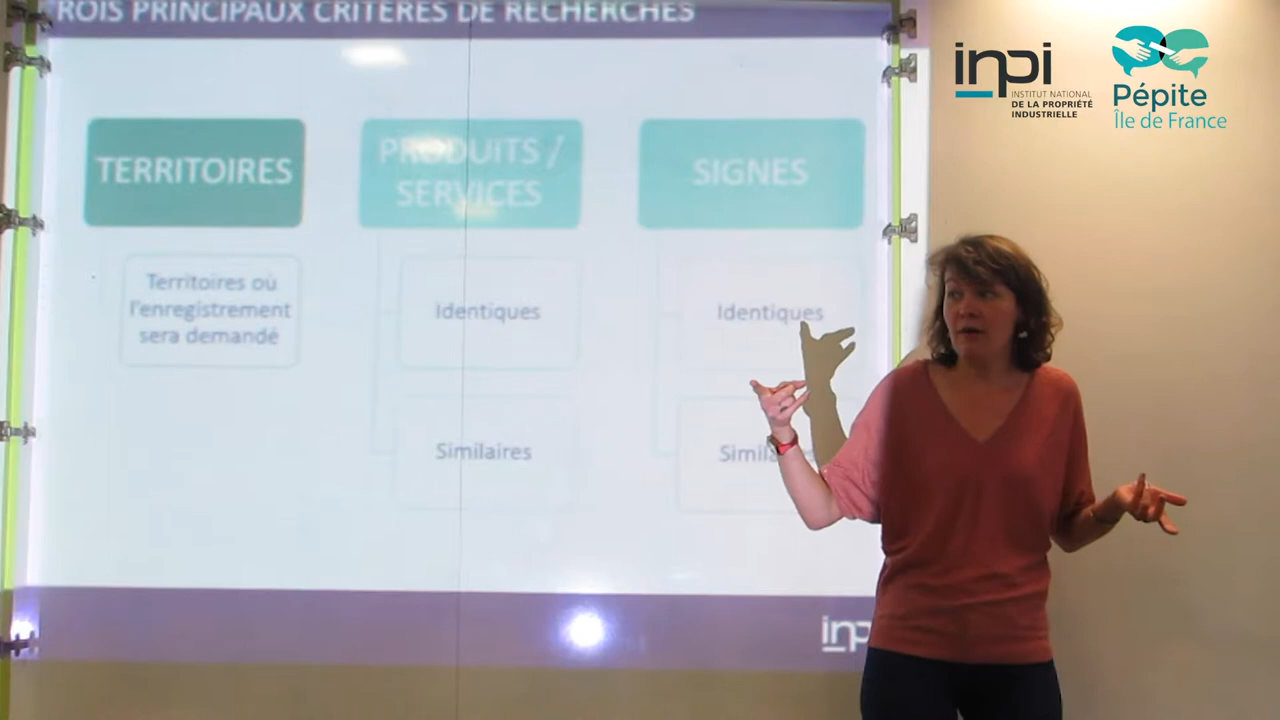 ROIS PRINCIPAUX CRITÈRES DE RECHERCHES
TERRITOIRES
PRODUITS /
SERVICES
SIGNES
Territoires où
l'enregistrement
sera demandé
Identiques
Identiques
Similaires
Simila
inpi
inpi
INSTITUT NATIONAL
DE LA PROPRIÉTÉ
INDUSTRIELLE
Pépite
Île de France